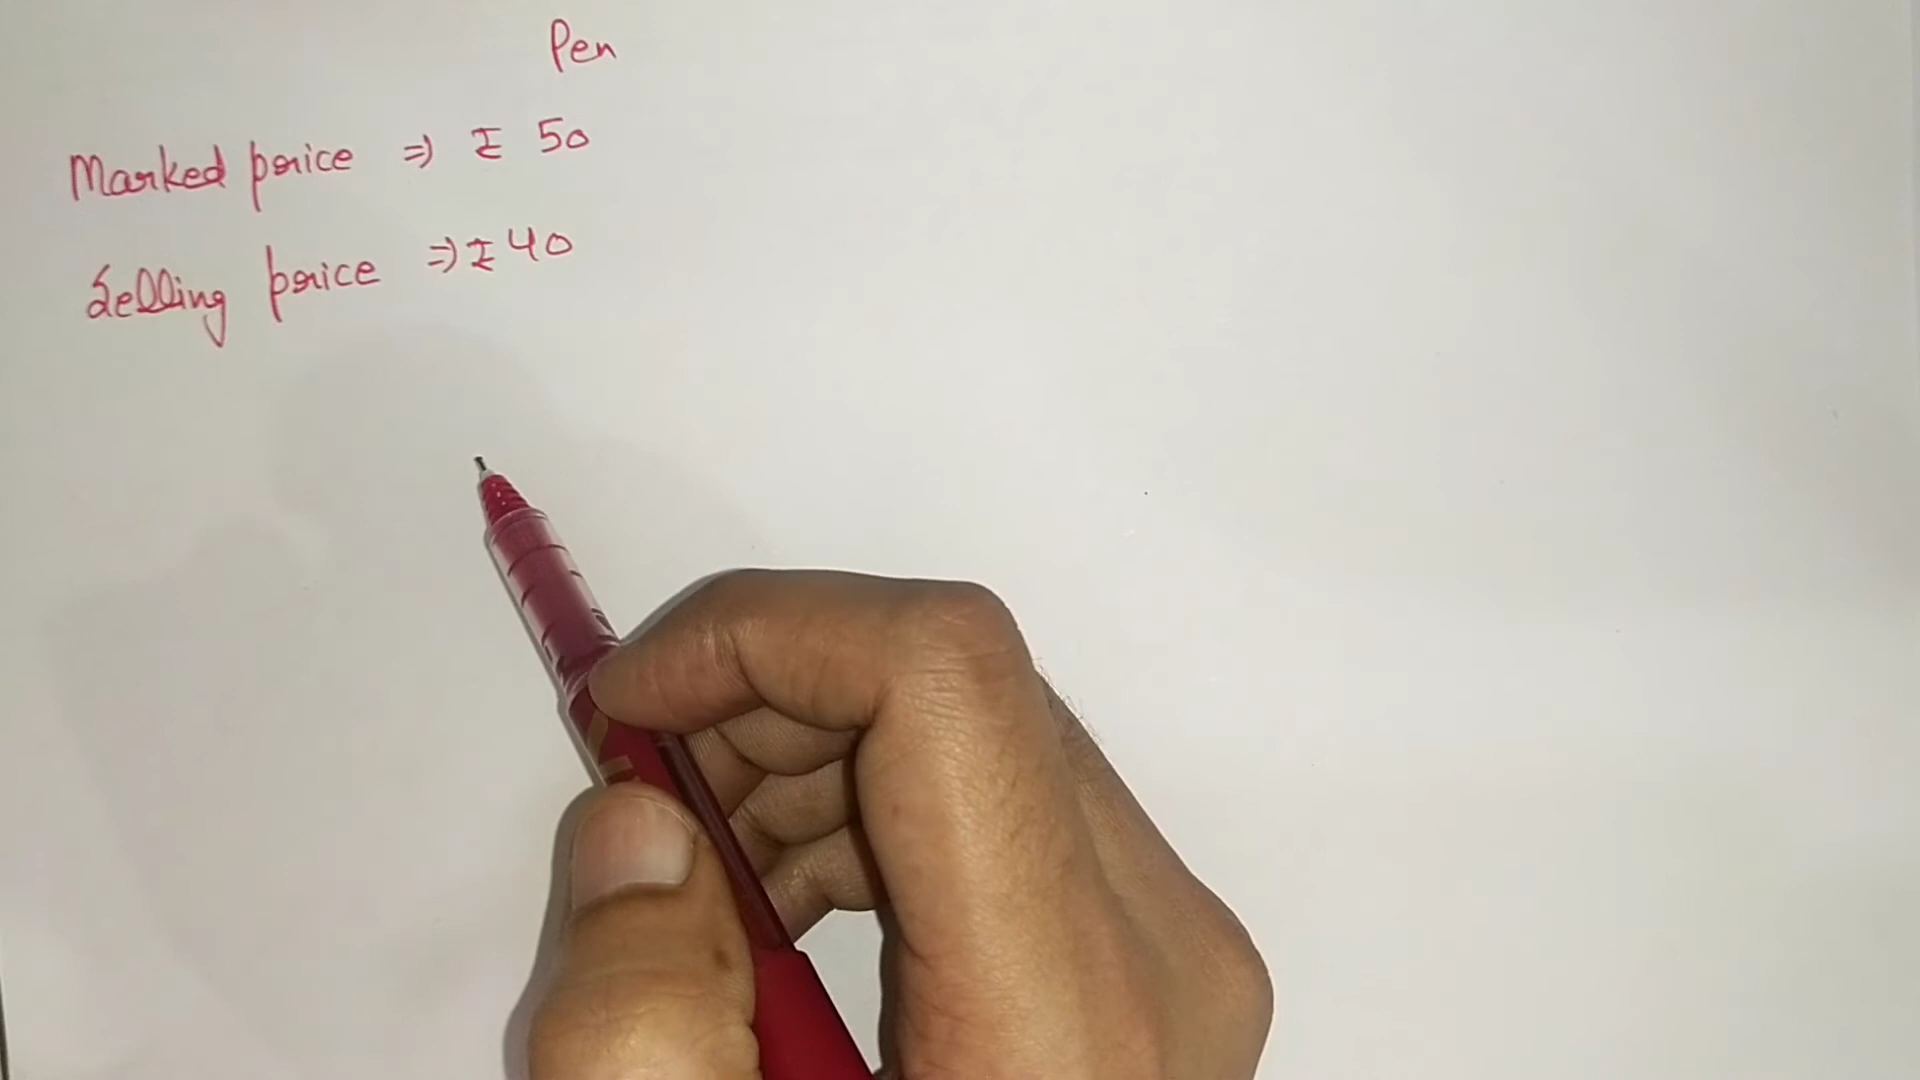 Pen
Marked price => ₹ 50
Selling price => ₹ 40